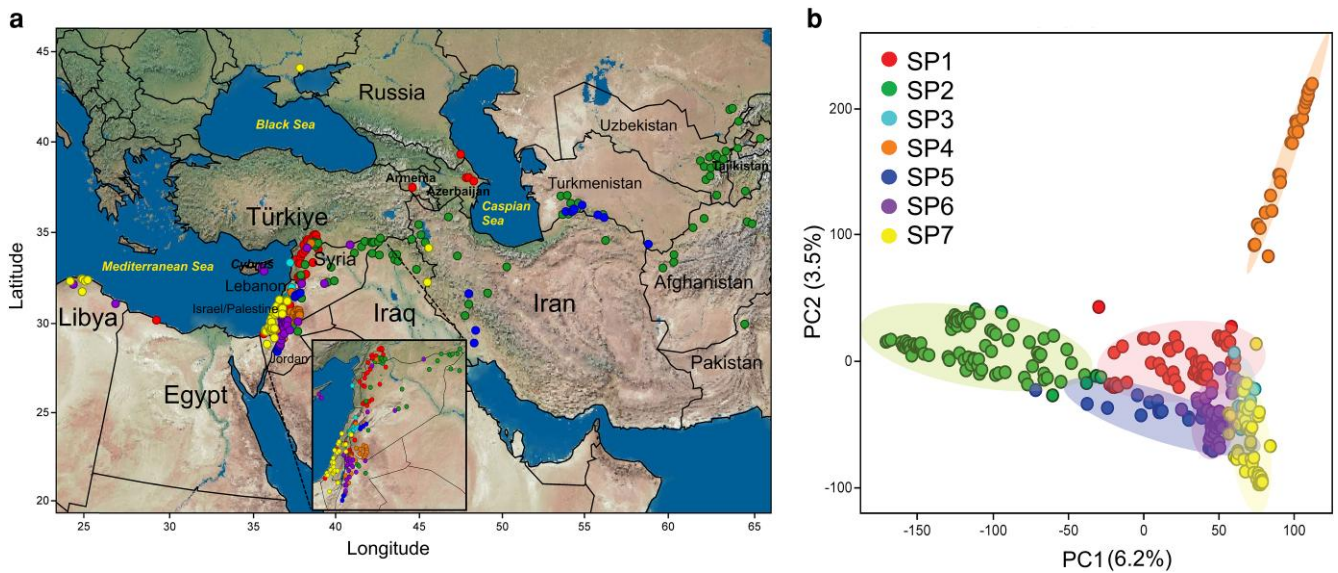 a
45
40
35
30
25
20
Latitude
25
30
35
40
45
50
55
60
65
Longitude
Russia
Black Sea
Uzbekistan
Tajikistan
Armenia
Azerbaijan
Turkmenistan
Caspian
Sea
Türkiye
Mediterranean Sea
Cyprus
Syria
Lebanon
Israel/Palestine
Afghanistan
Libya
Iraq
Iran
Jordan
Pakistan
Egypt
b
SP1
SP2
SP3
SP4
SP5
SP6
SP7
200
100
0
-100
PC2 (3.5%)
-150
-100
-50
0
50
100
PC1 (6.2%)